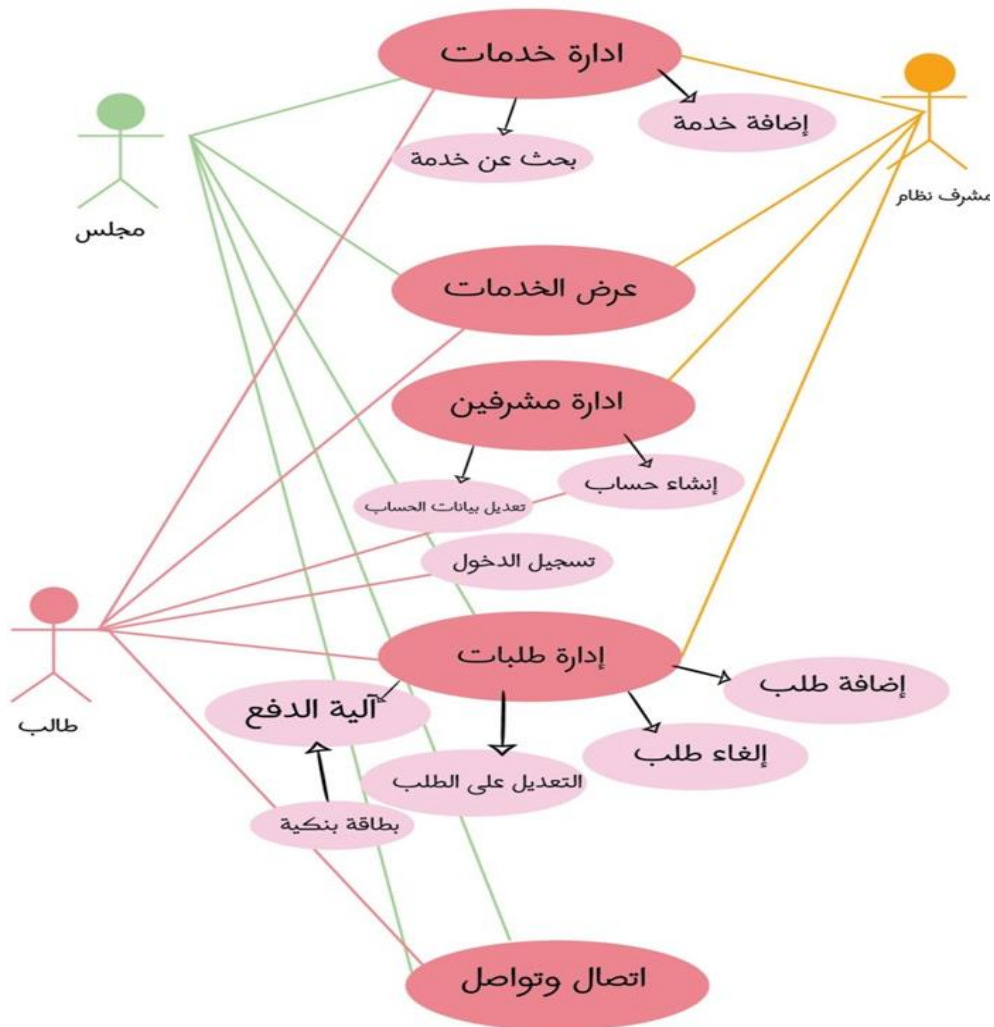 ادارة خدمات
إضافة خدمة
بحث عن خدمة
مشرف نظام
مجلس
عرض الخدمات
ادارة مشرفين
إنشاء حساب
تعديل بيانات الحساب
تسجيل الدخول
إدارة طلبات
إضافة طلب
آلية الدفع
طالب
إلغاء طلب
التعديل على الطلب
بطاقة بنكية
اتصال وتواصل